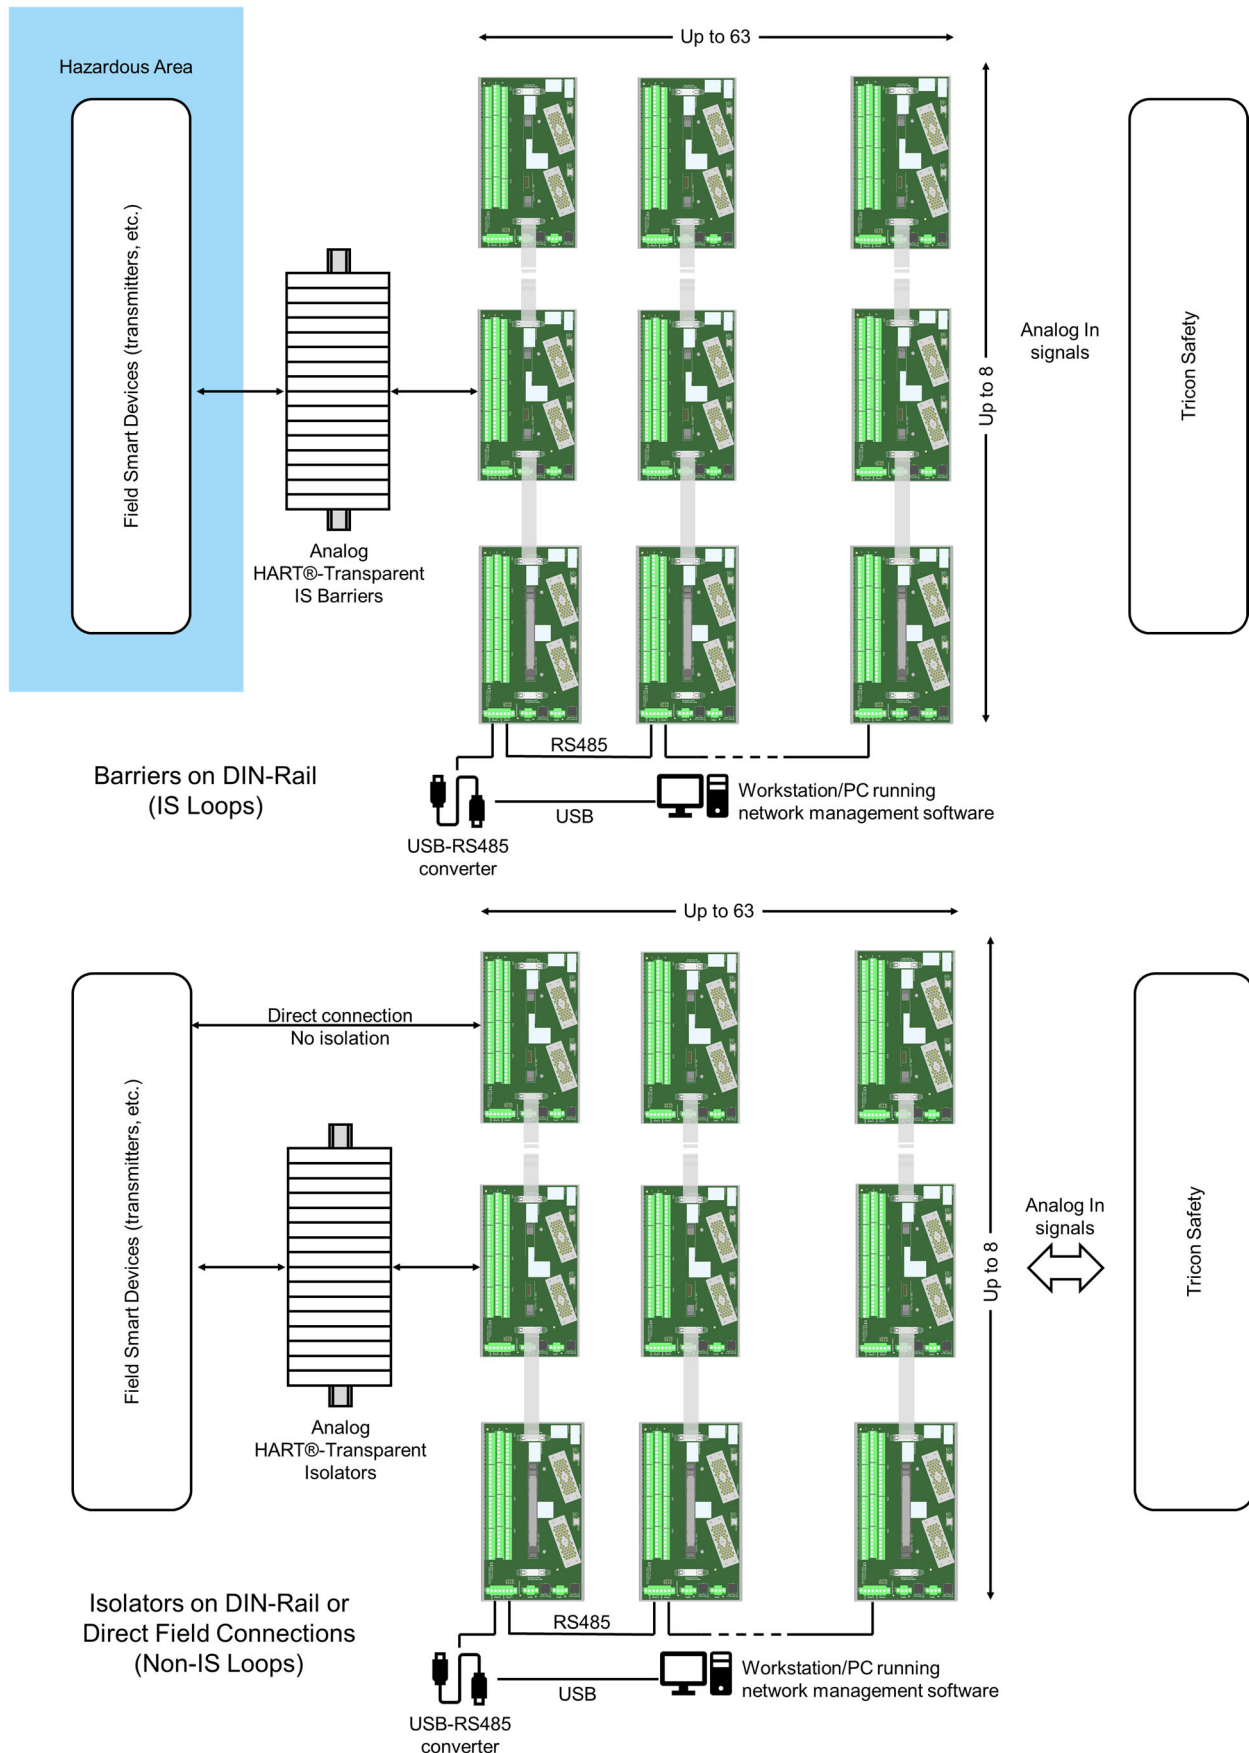 Up to 63
Hazardous Area
Field Smart Devices (transmitters, etc.)
Analog
HART®-Transparent
IS Barriers
Up to 8
Analog In
signals
Tricon Safety
Barriers on DIN-Rail
(IS Loops)
RS485
USB
USB-RS485
converter
Workstation/PC running
network management software
Up to 63
Field Smart Devices (transmitters, etc.)
Direct connection
No isolation
Analog
HART®-Transparent
Isolators
Up to 8
Analog In
signals
Tricon Safety
Isolators on DIN-Rail or
Direct Field Connections
(Non-IS Loops)
RS485
USB
USB-RS485
converter
Workstation/PC running
network management software